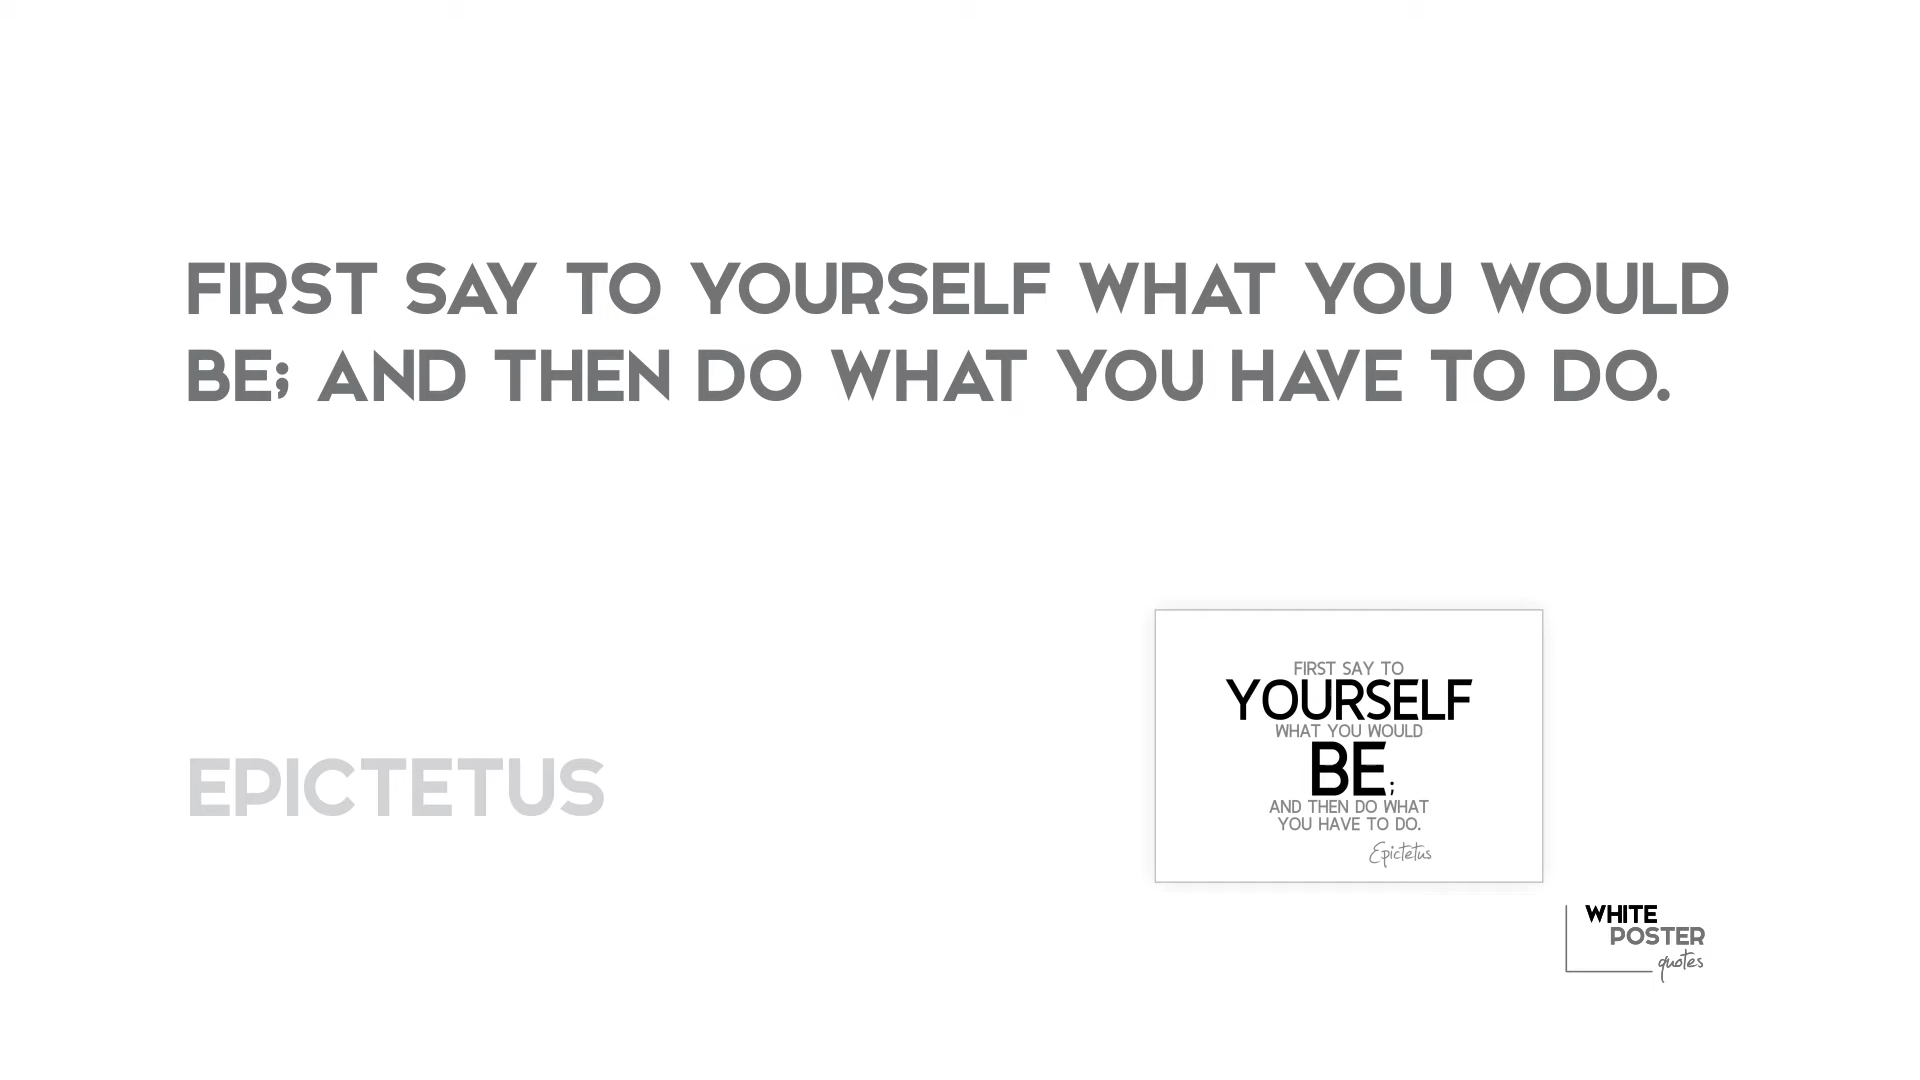 FIRST SAY TO YOURSELF WHAT YOU WOULD
BE; AND THEN DO WHAT YOU HAVE TO DO.
EPICTETUS
FIRST SAY TO
YOURSELF
WHAT YOU WOULD
BE;
AND THEN DO WHAT
YOU HAVE TO DO.
Epictetus
WHITE
POSTER
quotes